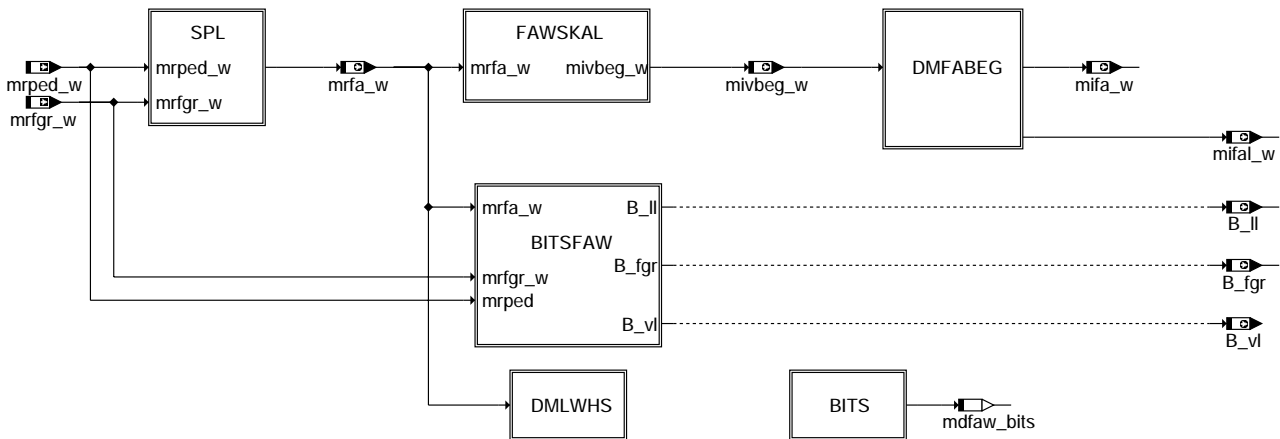 SPL
FAWSKAL
mrped_w
mrped_w
mrfa_w
mrfa_w
mivbeg_w
mivbeg_w
DMFABEG
mifa_w
mrfgr_w
mrfgr_w
mifal_w
mrfa_w
B_ll
B_ll
BITSFAW
mrfgr_w
B_fgr
B_fgr
mrped
B_vl
B_vl
DMLWHS
BITS
mdfaw_bits